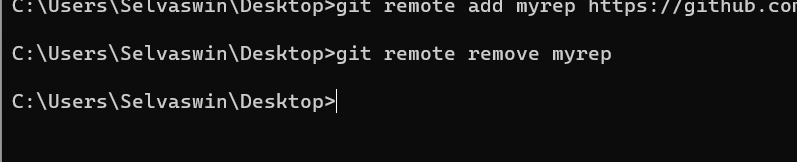 C:\Users\Selvaswin\Desktop>git remote add myrep https://github.com
C:\Users\Selvaswin\Desktop>git remote remove myrep
C:\Users\Selvaswin\Desktop>